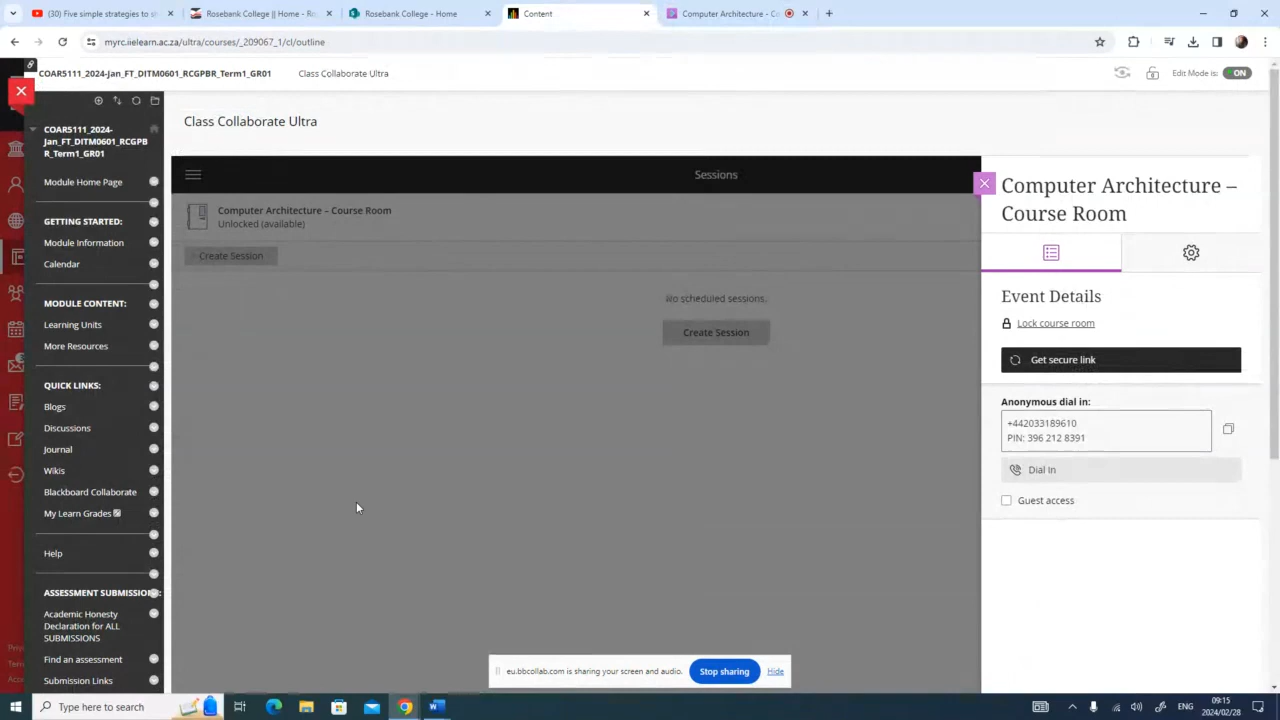 (30) Five simple strategies to s
Rosebank College || Home - R
Rosebank College - Home
Content
Computer Architecture - C
myrc.iielearn.ac.za/ultra/courses/_209067_1/cl/outline
COAR5111_2024-Jan_FT_DITM0601_RCGPBR_Term1_GR01
Class Collaborate Ultra
Edit Mode is:
ON
Class Collaborate Ultra
COAR5111_2024-
Jan_FT_DITM0601_RCGPB
R_Term1_GR01
Module Home Page
GETTING STARTED:
Module Information
Calendar
MODULE CONTENT:
Learning Units
More Resources
QUICK LINKS:
Blogs
Discussions
Journal
Wikis
Blackboard Collaborate
My Learn Grades
Help
ASSESSMENT SUBMISSION:
Academic Honesty
Declaration for ALL
SUBMISSIONS
Find an assessment
Submission Links
Priv
Terr
Acc
Sessions
Computer Architecture – Course Room
Unlocked (available)
Create Session
No scheduled sessions.
Create Session
Computer Architecture –
Course Room
Event Details
Lock course room
Get secure link
Anonymous dial in:
+442033189610
PIN: 396 212 8391
Dial In
Guest access
eu.bbcollab.com is sharing your screen and audio.
Stop sharing
Hide
Type here to search
ENG
09:15
2024/02/28